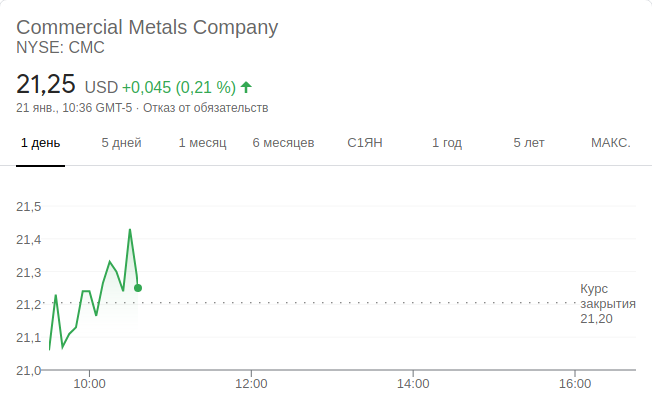 Commercial Metals Company
NYSE: CMC
21,25 USD +0,045 (0,21 %)
21 янв., 10:36 GMT-5 · Отказ от обязательств
1 день 5 дней 1 месяц 6 месяцев С1ЯН 1 год 5 лет МАКС.
21,5
21,4
21,3
21,2
21,1
21,0
Курс
закрытия
21,20
10:00 12:00 14:00 16:00